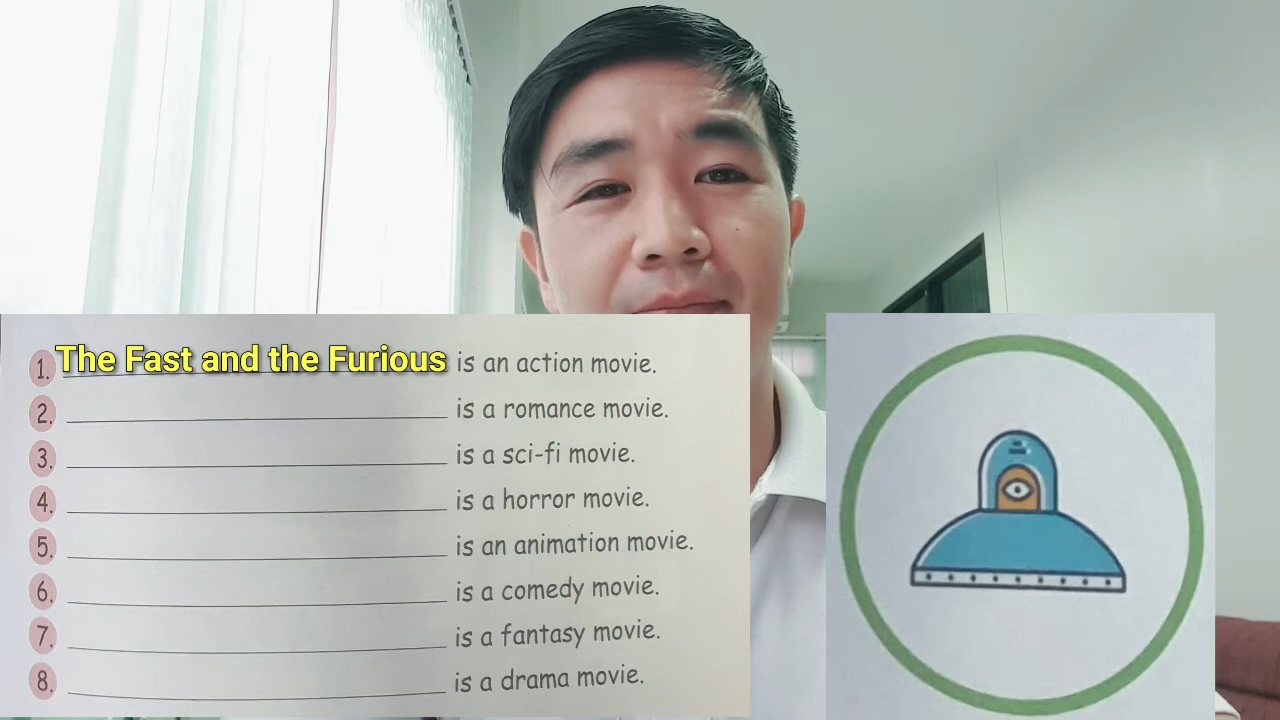 1. The Fast and the Furious is an action movie.
2. is a romance movie.
3. is a sci-fi movie.
4. is a horror movie.
5. is an animation movie.
6. is a comedy movie.
7. is a fantasy movie.
8. is a drama movie.